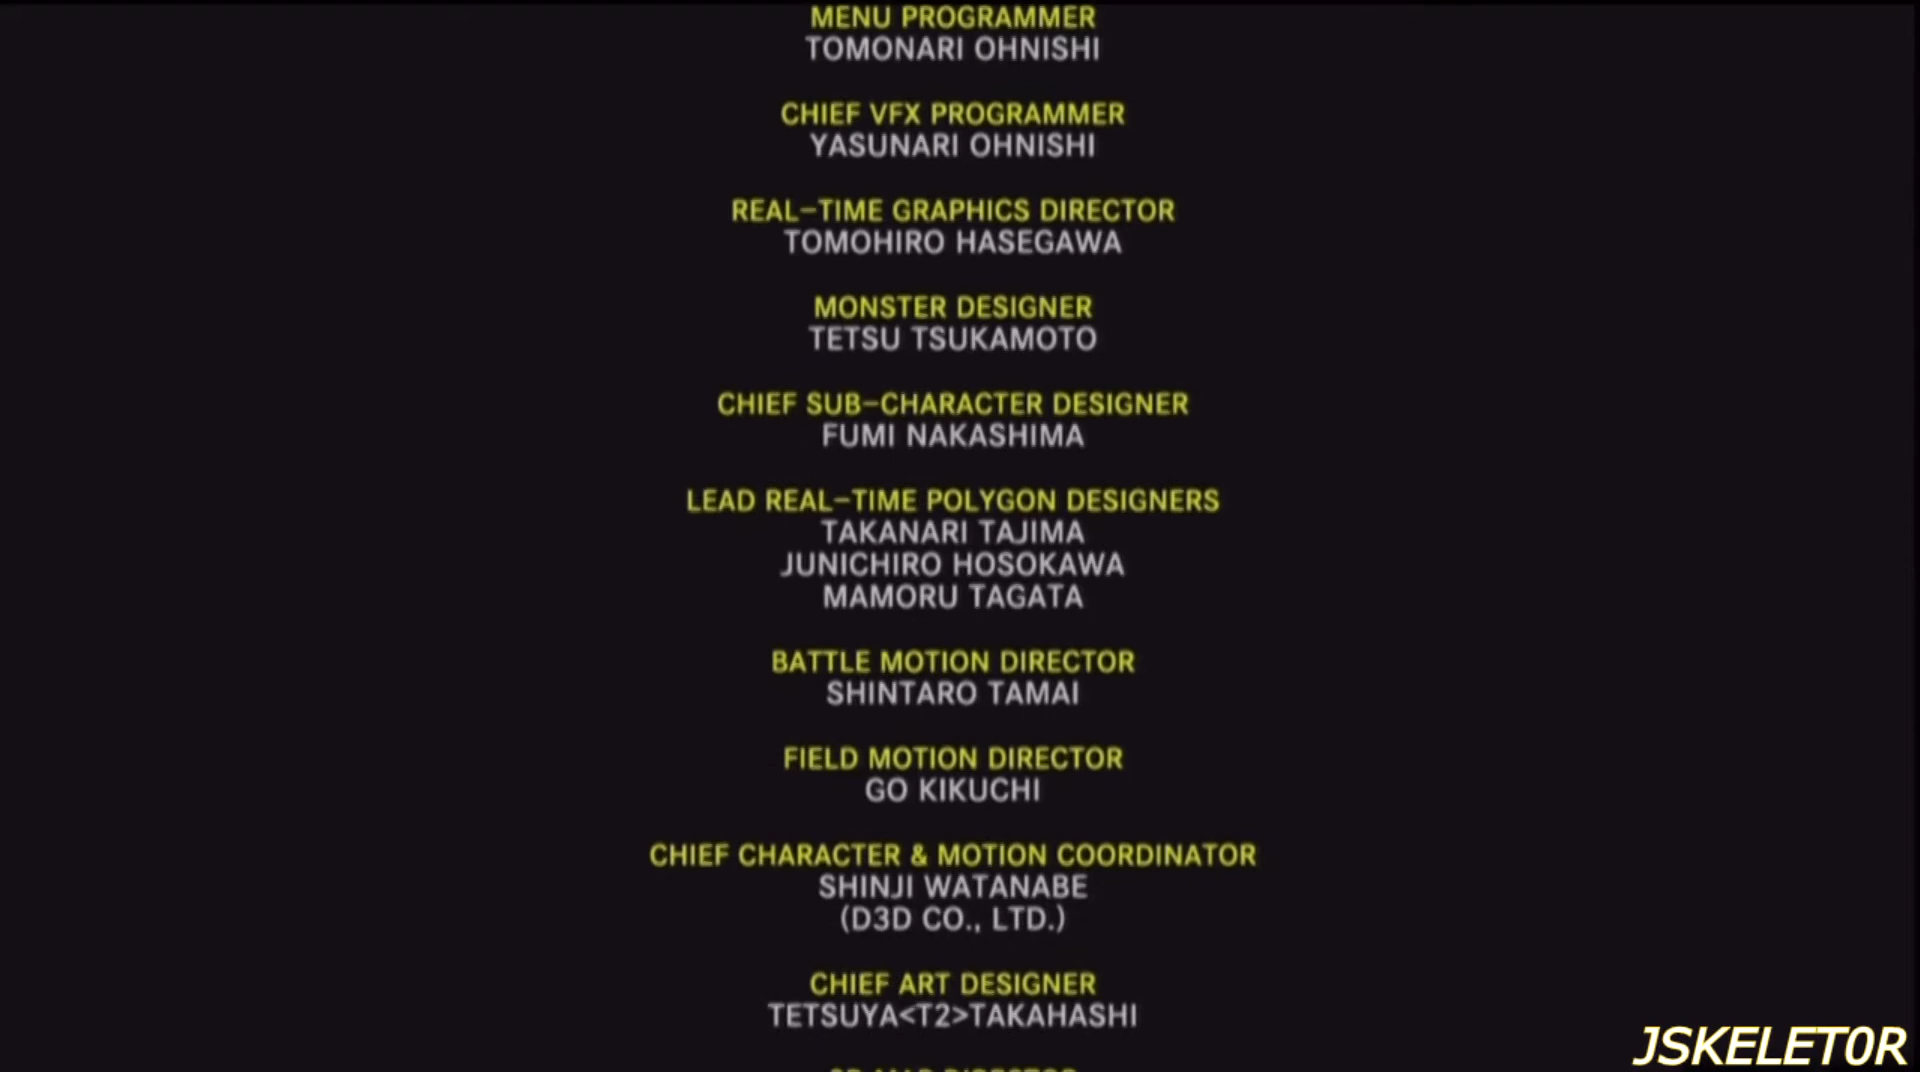 MENU PROGRAMMER
TOMONARI OHNISHI
CHIEF VFX PROGRAMMER
YASUNARI OHNISHI
REAL-TIME GRAPHICS DIRECTOR
TOMOHIRO HASEGAWA
MONSTER DESIGNER
TETSU TSUKAMOTO
CHIEF SUB-CHARACTER DESIGNER
FUMI NAKASHIMA
LEAD REAL-TIME POLYGON DESIGNERS
TAKANARI TAJIMA
JUNICHIRO HOSOKAWA
MAMORU TAGATA
BATTLE MOTION DIRECTOR
SHINTARO TAMAI
FIELD MOTION DIRECTOR
GO KIKUCHI
CHIEF CHARACTER & MOTION COORDINATOR
SHINJI WATANABE
(D3D CO., LTD.)
CHIEF ART DESIGNER
TETSUYA<T2>TAKAHASHI
DIRECTOR
JSKELET0R